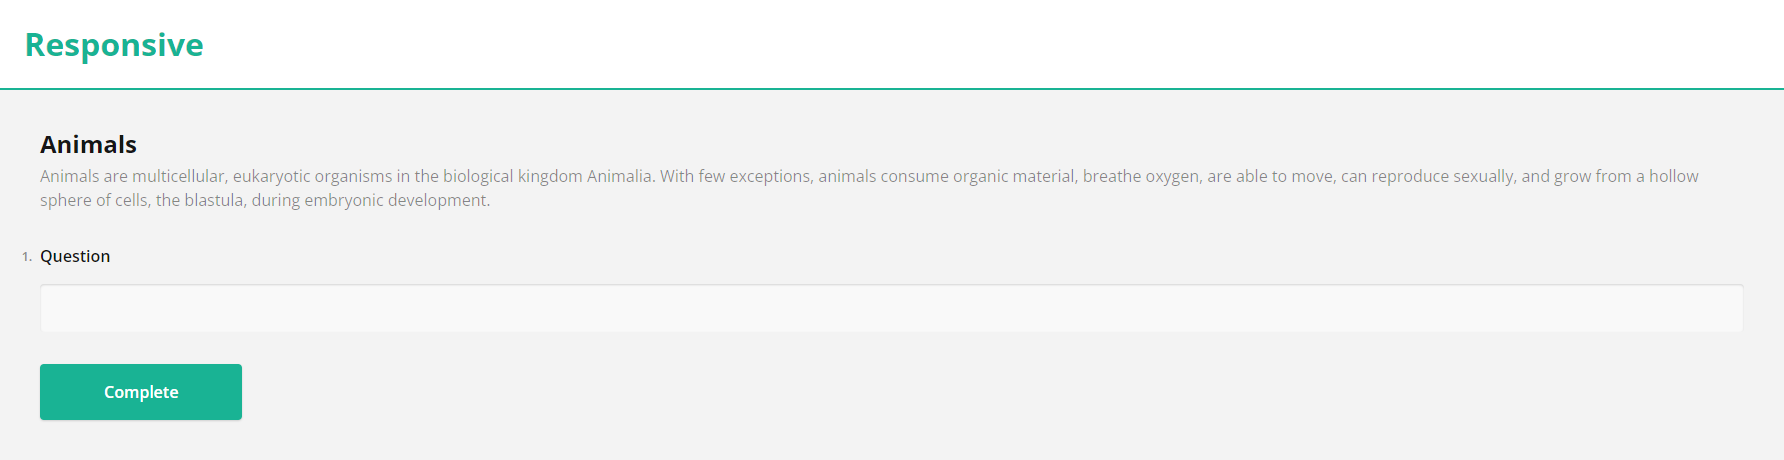 Responsive
Animals
Animals are multicellular, eukaryotic organisms in the biological kingdom Animalia. With few exceptions, animals consume organic material, breathe oxygen, are able to move, can reproduce sexually, and grow from a hollow
sphere of cells, the blastula, during embryonic development.
1. Question
Complete